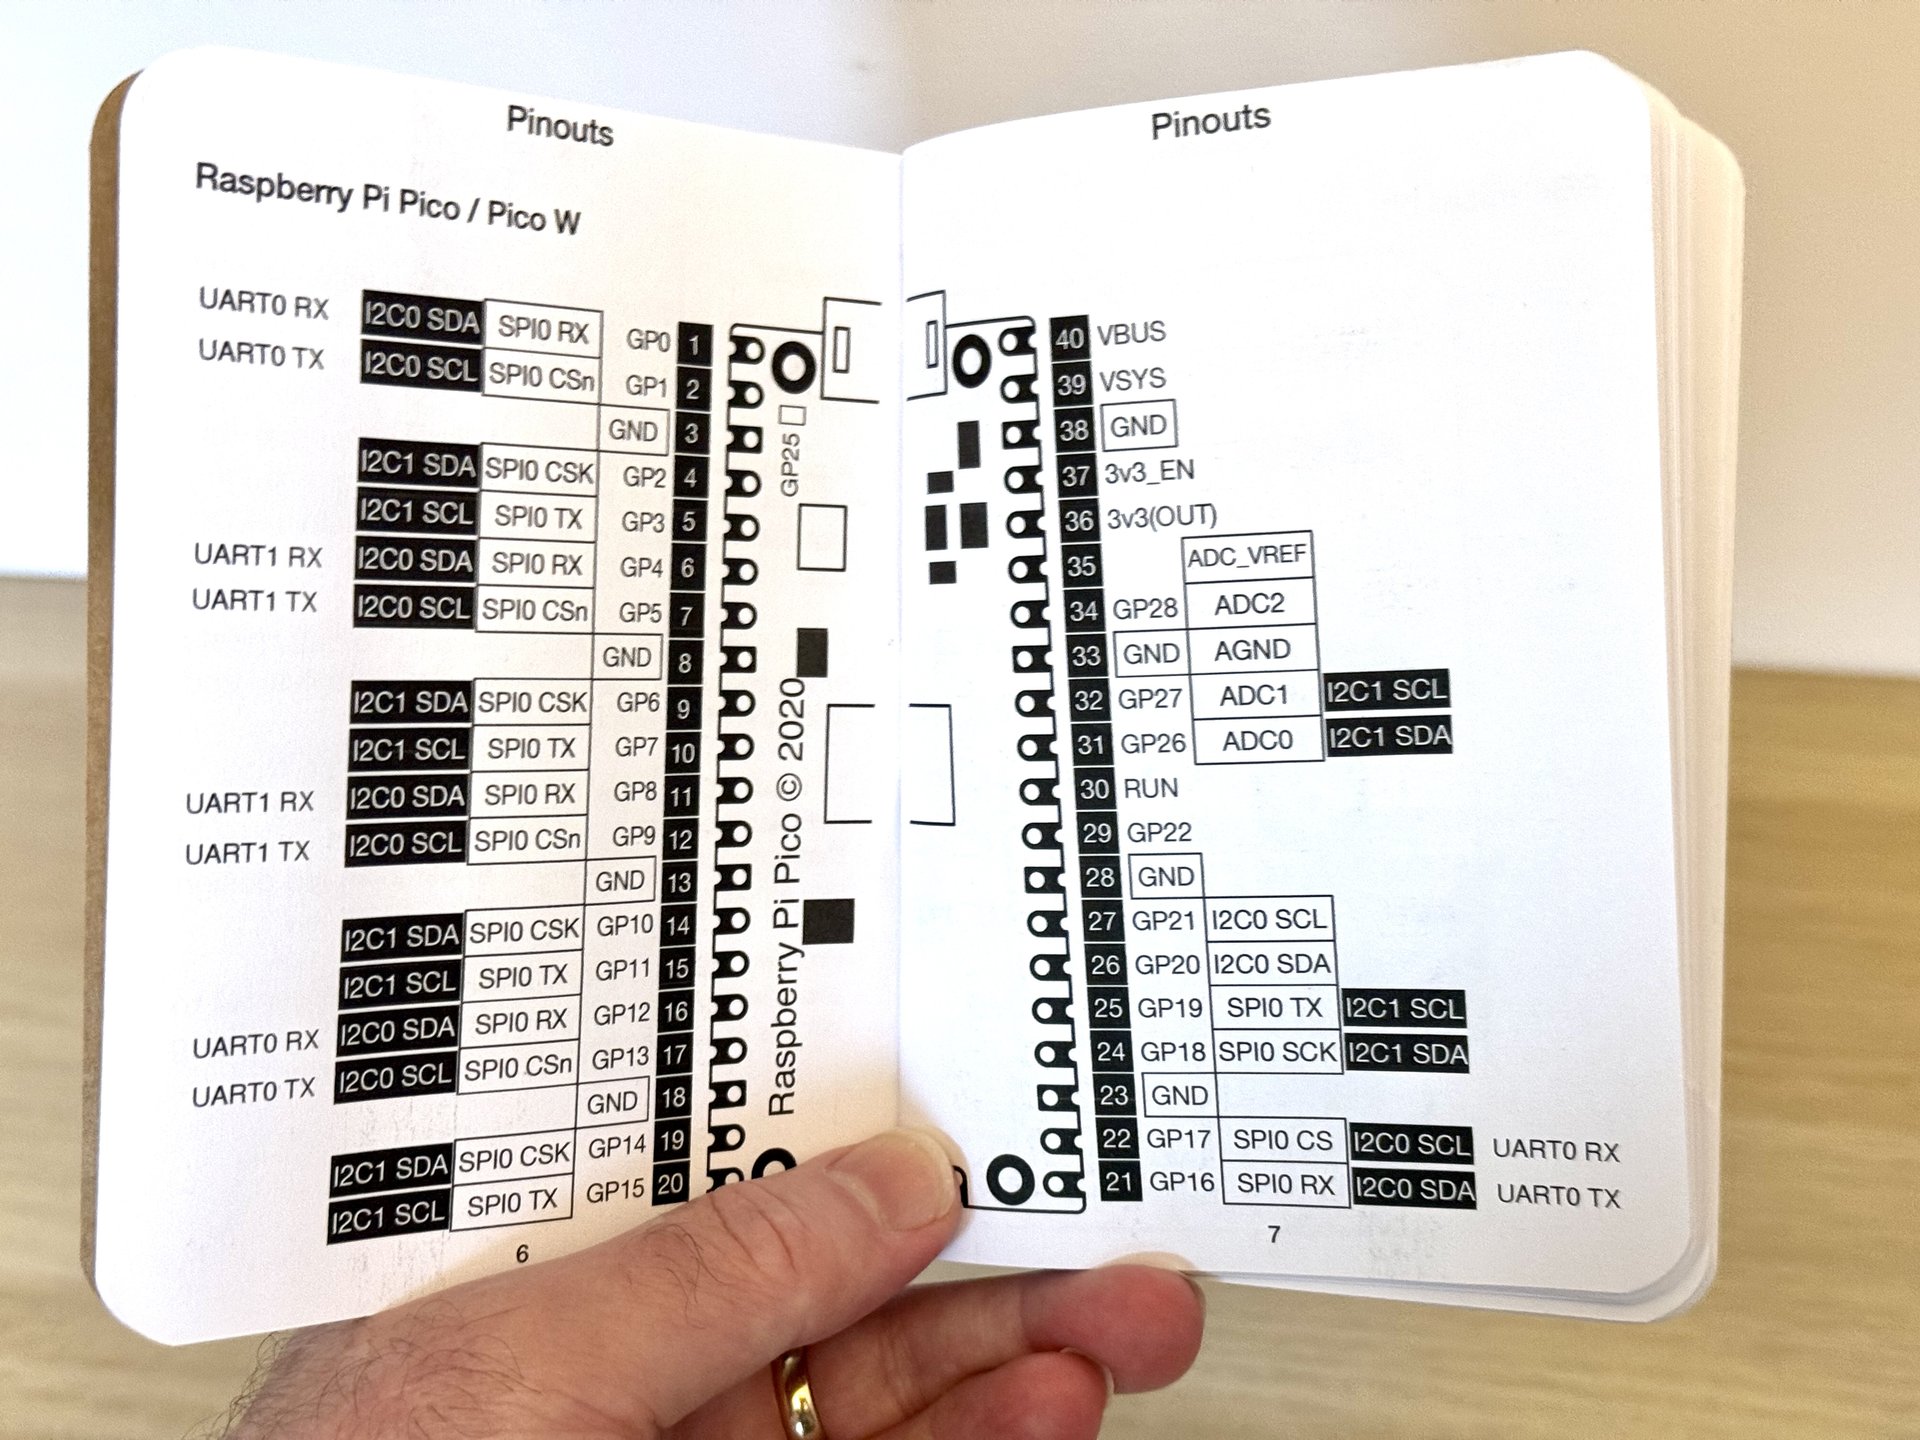 Pinouts
Raspberry Pi Pico / Pico W
UART0 RX I2C0 SDA SPI0 RX GP0 1
UART0 TX I2C0 SCL SPI0 CSn GP1 2
GND 3
I2C1 SDA SPI0 CSK GP2 4
I2C1 SCL SPI0 TX GP3 5
UART1 RX I2C0 SDA SPI0 RX GP4 6
UART1 TX I2C0 SCL SPI0 CSn GP5 7
GND 8
I2C1 SDA SPI0 CSK GP6 9
I2C1 SCL SPI0 TX GP7 10
UART1 RX I2C0 SDA SPI0 RX GP8 11
UART1 TX I2C0 SCL SPI0 CSn GP9 12
GND 13
I2C1 SDA SPI0 CSK GP10 14
I2C1 SCL SPI0 TX GP11 15
UART0 RX I2C0 SDA SPI0 RX GP12 16
UART0 TX I2C0 SCL SPI0 CSn GP13 17
GND 18
I2C1 SDA SPI0 CSK GP14 19
I2C1 SCL SPI0 TX GP15 20
GP25
Raspberry Pi Pico © 2020
6
Pinouts
40 VBUS
39 VSYS
38 GND
37 3v3_EN
36 3v3(OUT)
35 ADC_VREF
34 GP28 ADC2
33 GND AGND
32 GP27 ADC1 I2C1 SCL
31 GP26 ADC0 I2C1 SDA
30 RUN
29 GP22
28 GND
27 GP21 I2C0 SCL
26 GP20 I2C0 SDA
25 GP19 SPI0 TX I2C1 SCL
24 GP18 SPI0 SCK I2C1 SDA
23 GND
22 GP17 SPI0 CS I2C0 SCL UART0 RX
21 GP16 SPI0 RX I2C0 SDA UART0 TX
7